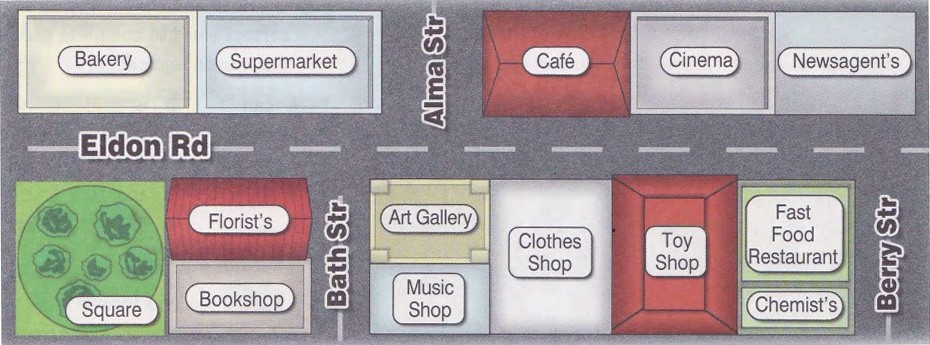 Bakery
Supermarket
Alma Str
Café
Cinema
Newsagent's
Eldon Rd
Square
Florist's
Bookshop
Bath Str
Art Gallery
Music
Shop
Clothes
Shop
Toy
Shop
Fast
Food
Restaurant
Chemist's
Berry Str